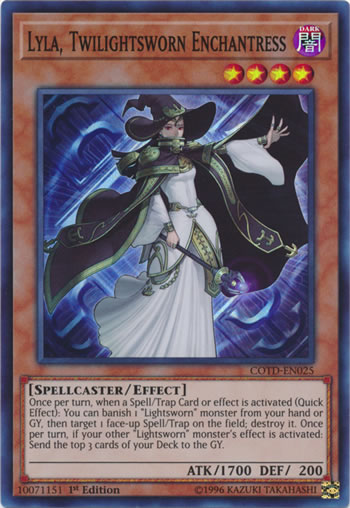 Lyla, Twilightsworn Enchantress
DARK
闇
COTD-EN025
[Spellcaster/Effect]
Once per turn, when a Spell/Trap Card or effect is activated (Quick
Effect): You can banish 1 "Lightsworn" monster from your hand or
GY, then target 1 face-up Spell/Trap on the field; destroy it. Once
per turn, if your other "Lightsworn" monster's effect is activated:
Send the top 3 cards of your Deck to the GY.
ATK/1700 DEF/ 200
10071151 1st Edition ©1996 KAZUKI TAKAHASHI